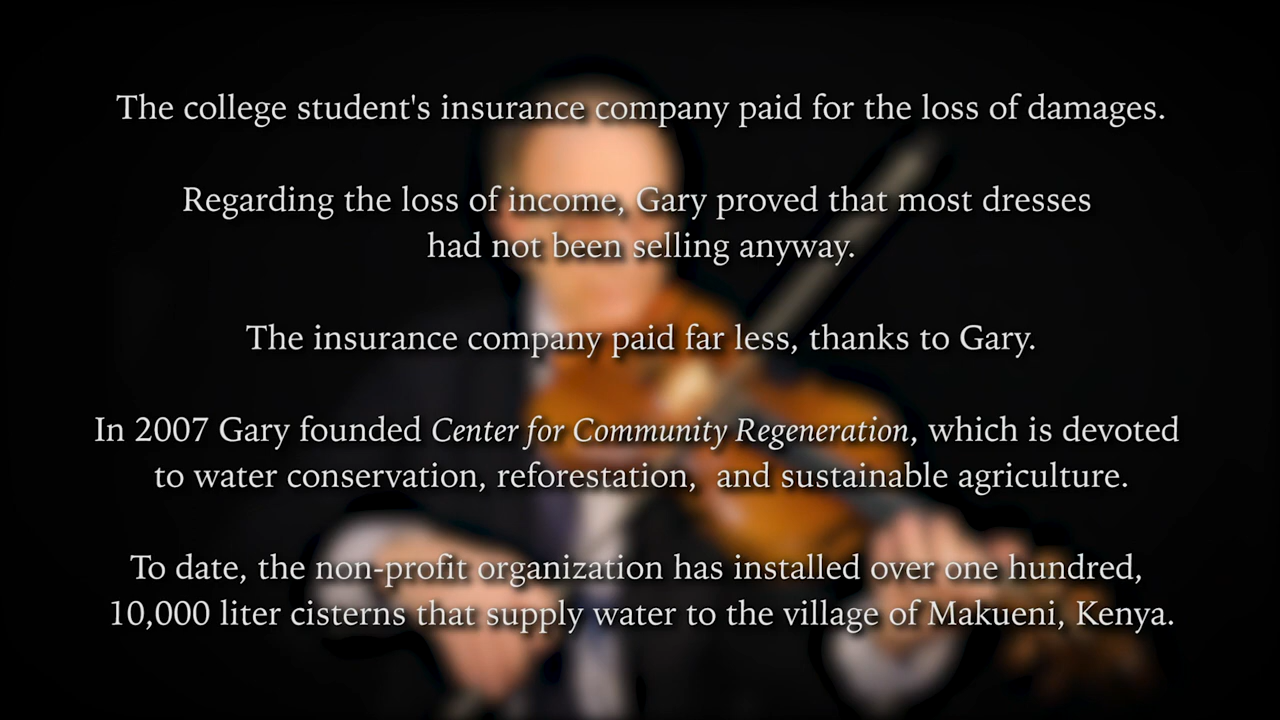 The college student's insurance company paid for the loss of damages.
Regarding the loss of income, Gary proved that most dresses
had not been selling anyway.
The insurance company paid far less, thanks to Gary.
In 2007 Gary founded Center for Community Regeneration, which is devoted
to water conservation, reforestation,  and sustainable agriculture.
To date, the non-profit organization has installed over one hundred,
10,000 liter cisterns that supply water to the village of Makueni, Kenya.